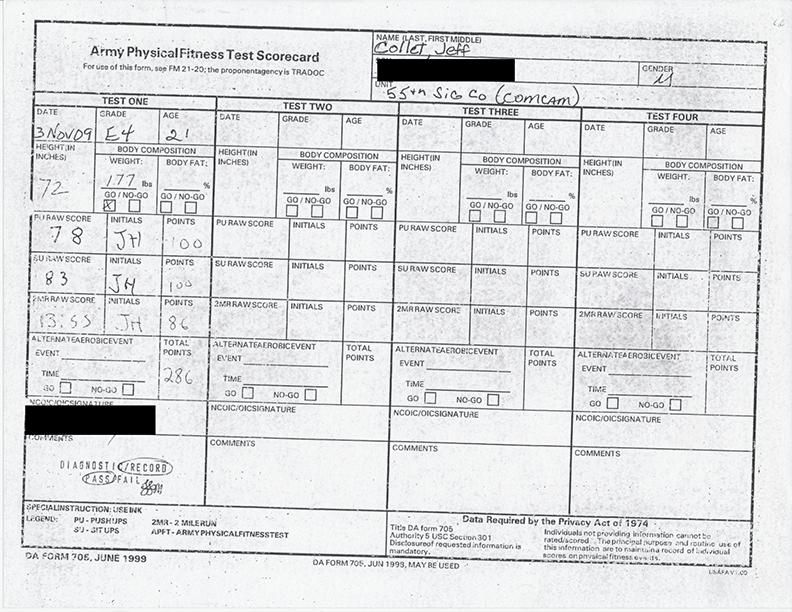 Army Physical Fitness Test Scorecard
For use of this form, see FM 21-20; the proponent agency is TRADOC
NAME (LAST, FIRST MIDDLE)
Collet, Jeff
GENDER
M
UNIT
55th Sig Co (COMCAM)
TEST ONE
DATE GRADE AGE
3NOV09 E4 21
HEIGHT (IN INCHES)
72
BODY COMPOSITION
WEIGHT: BODY FAT:
177 lbs %
GO / NO-GO GO / NO-GO
X
PU RAW SCORE INITIALS POINTS
78 JH 100
SU RAW SCORE INITIALS POINTS
83 JH 100
2MR RAW SCORE INITIALS POINTS
13:55 JH 86
ALTERNATE AEROBIC EVENT
EVENT
TIME
GO NO-GO
TOTAL POINTS
286
NCOIC/OIC SIGNATURE
COMMENTS
DIAGNOSTIC/RECORD
PASS/FAIL
TEST TWO
DATE GRADE AGE
HEIGHT (IN INCHES)
BODY COMPOSITION
WEIGHT: BODY FAT:
lbs %
GO / NO-GO GO / NO-GO
PU RAW SCORE INITIALS POINTS
SU RAW SCORE INITIALS POINTS
2MR RAW SCORE INITIALS POINTS
ALTERNATE AEROBIC EVENT
EVENT
TIME
GO NO-GO
TOTAL POINTS
NCOIC/OIC SIGNATURE
COMMENTS
TEST THREE
DATE GRADE AGE
HEIGHT (IN INCHES)
BODY COMPOSITION
WEIGHT: BODY FAT:
lbs %
GO / NO-GO GO / NO-GO
PU RAW SCORE INITIALS POINTS
SU RAW SCORE INITIALS POINTS
2MR RAW SCORE INITIALS POINTS
ALTERNATE AEROBIC EVENT
EVENT
TIME
GO NO-GO
TOTAL POINTS
NCOIC/OIC SIGNATURE
COMMENTS
TEST FOUR
DATE GRADE AGE
HEIGHT (IN INCHES)
BODY COMPOSITION
WEIGHT: BODY FAT:
lbs %
GO / NO-GO GO / NO-GO
PU RAW SCORE INITIALS POINTS
SU RAW SCORE INITIALS POINTS
2MR RAW SCORE INITIALS POINTS
ALTERNATE AEROBIC EVENT
EVENT
TIME
GO NO-GO
TOTAL POINTS
NCOIC/OIC SIGNATURE
COMMENTS
SPECIAL INSTRUCTION: USE INK
LEGEND: PU - PUSH UPS 2MR - 2 MILE RUN
SU - SIT UPS APFT - ARMY PHYSICAL FITNESS TEST
Data Required by the Privacy Act of 1974
Title DA form 705
Authority 5 USC Section 301
Disclosure of requested information is
mandatory.
Individuals not providing information cannot be
rated/scored. The principal purpose and routine use of
this information are to maintain record of individual
scores on physical fitness events.
DA FORM 705, JUNE 1999
DA FORM 705, JUN 1998, MAY BE USED
USAPA V1.00